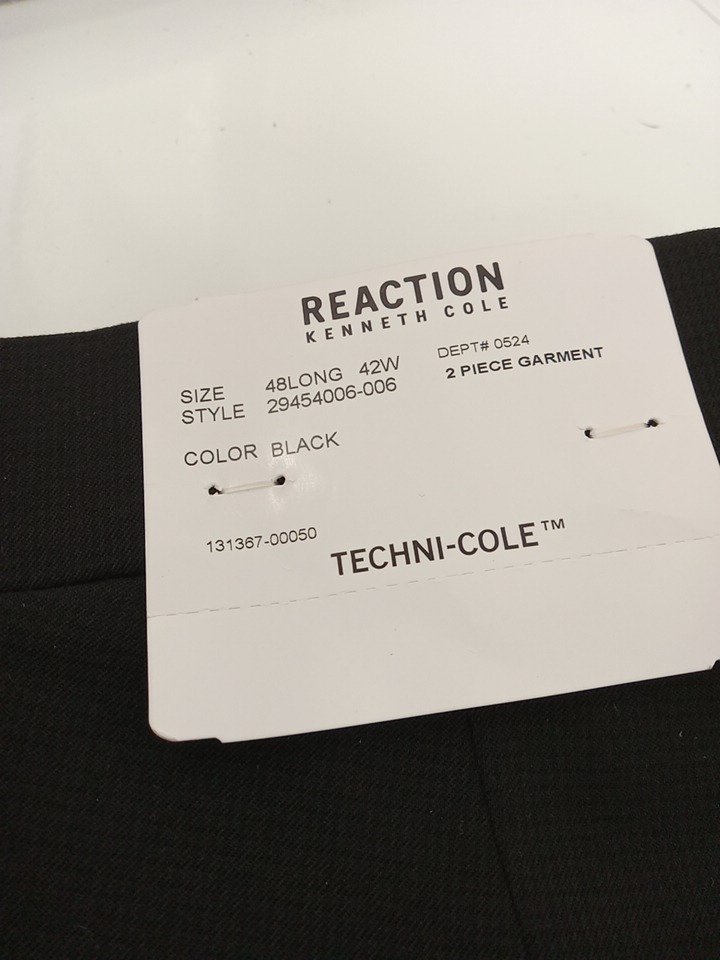 REACTION
KENNETH COLE
SIZE 48LONG 42W
STYLE 29454006-006
DEPT# 0524
2 PIECE GARMENT
COLOR BLACK
131367-00050
TECHNI-COLE™